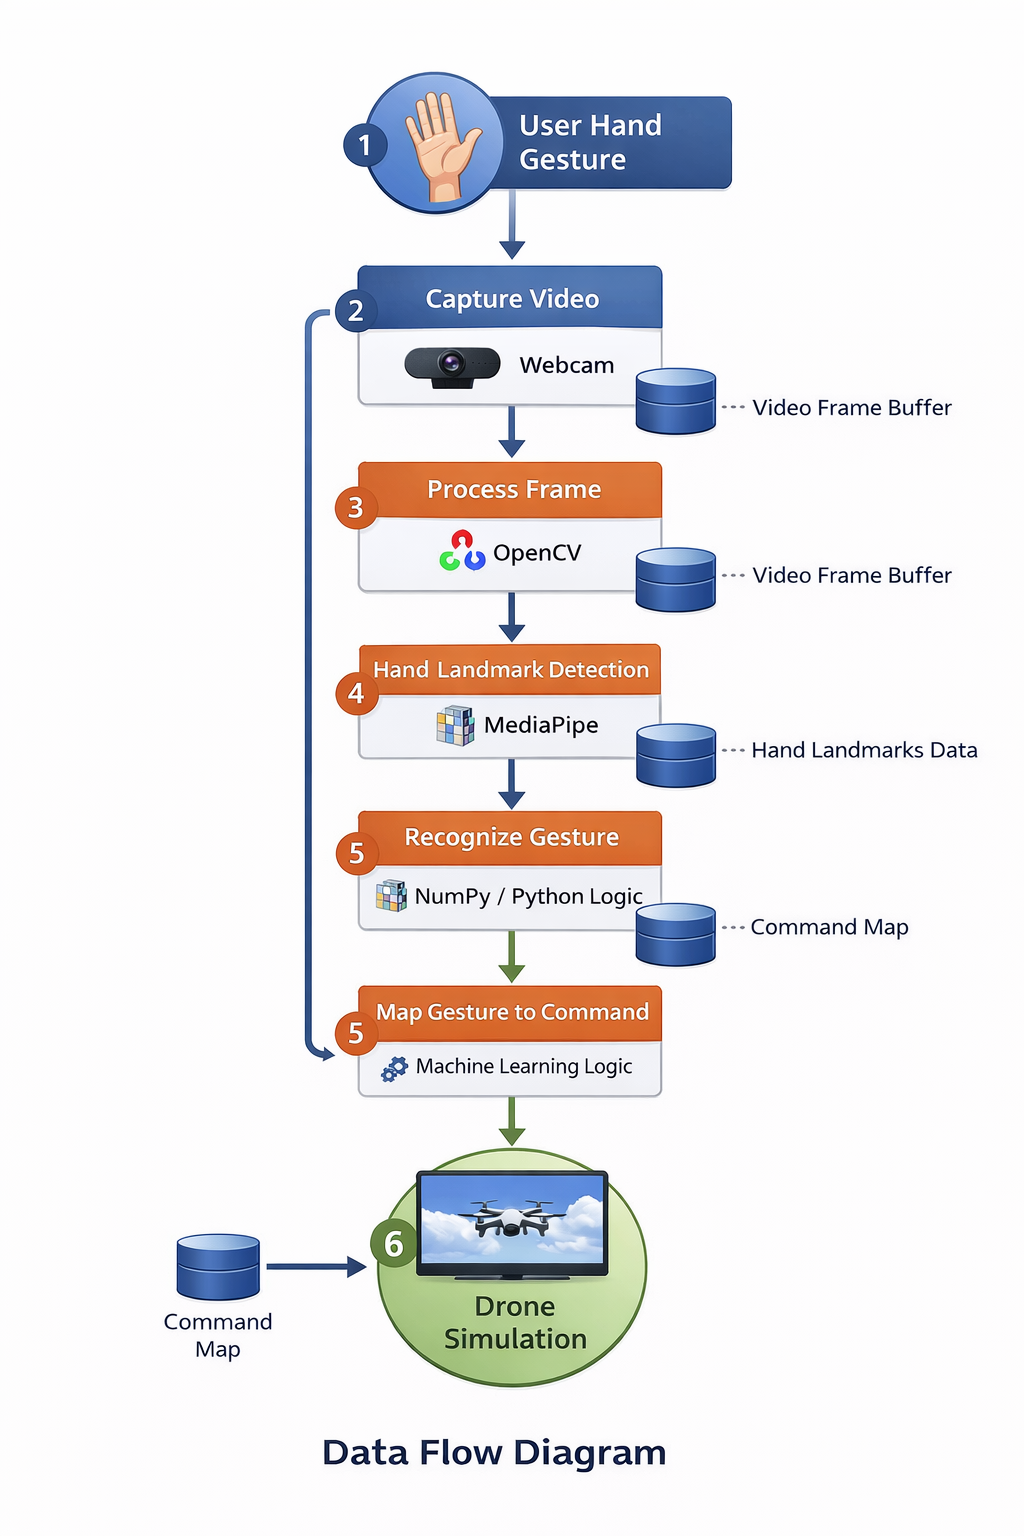 1
User Hand
Gesture
2
Capture Video
Webcam
Video Frame Buffer
3
Process Frame
OpenCV
Video Frame Buffer
4
Hand Landmark Detection
MediaPipe
Hand Landmarks Data
5
Recognize Gesture
NumPy / Python Logic
Command Map
5
Map Gesture to Command
Machine Learning Logic
6
Drone
Simulation
Command
Map
Data Flow Diagram